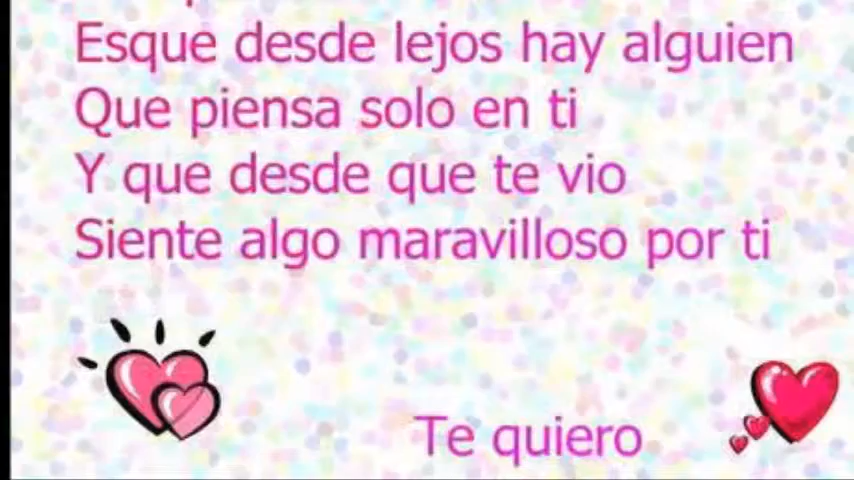 Esque desde lejos hay alguien
Que piensa solo en ti
Y que desde que te vio
Siente algo maravilloso por ti
Te quiero